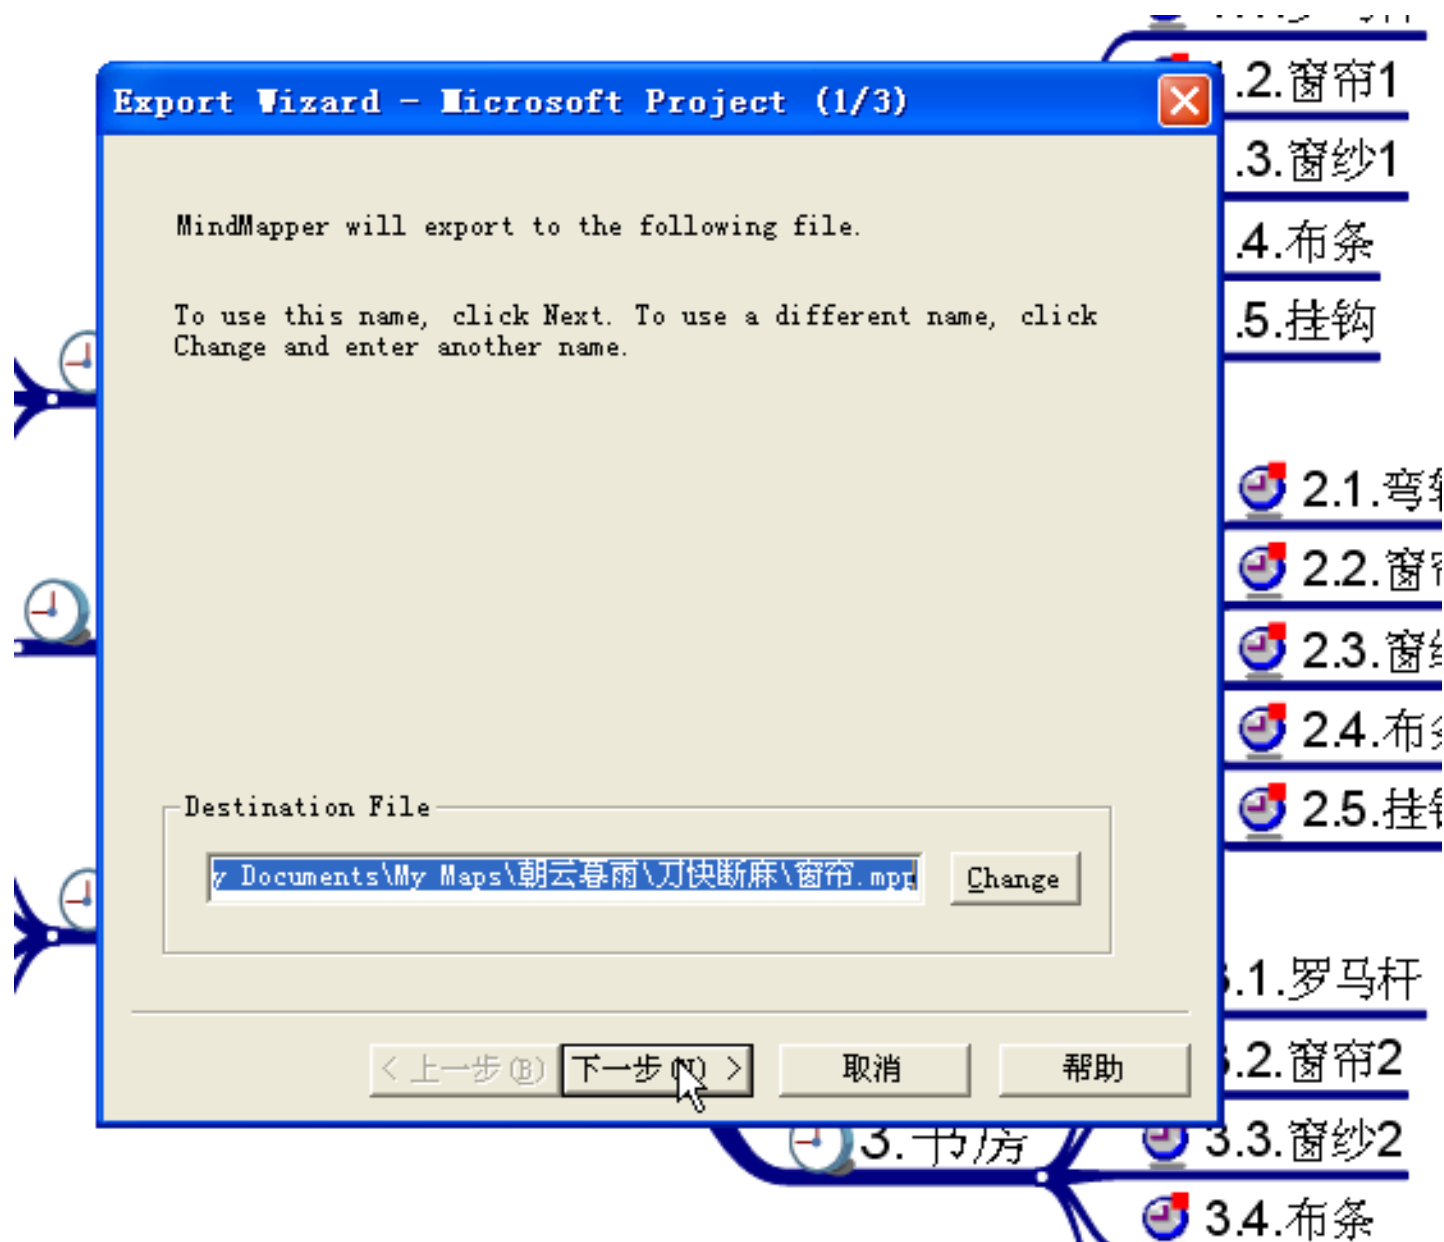 Export Wizard - Microsoft Project (1/3)
MindMapper will export to the following file.
To use this name, click Next. To use a different name, click
Change and enter another name.
Destination File
y Documents\My Maps\朝云暮雨\刀快断麻\窗帘.mpp
Change
< 上一步(B)
下一步(N) >
取消
帮助
.2.窗帘1
.3.窗纱1
.4.布条
.5.挂钩
2.1.弯
2.2.窗
2.3.窗
2.4.布
2.5.挂
.1.罗马杆
.2.窗帘2
3.书房
3.3.窗纱2
3.4.布条